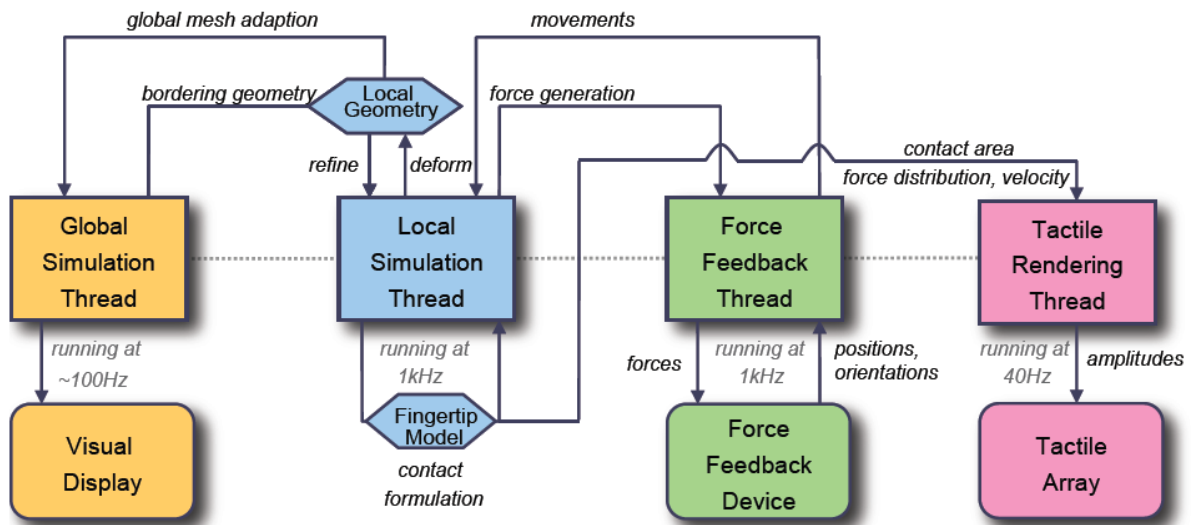 global mesh adaption
movements
bordering geometry
Local
Geometry
force generation
refine
deform
contact area
force distribution, velocity
Global
Simulation
Thread
Local
Simulation
Thread
Force
Feedback
Thread
Tactile
Rendering
Thread
running at
~100Hz
running at
1kHz
forces
running at
1kHz
positions,
orientations
running at
40Hz
amplitudes
Visual
Display
Fingertip
Model
contact
formulation
Force
Feedback
Device
Tactile
Array